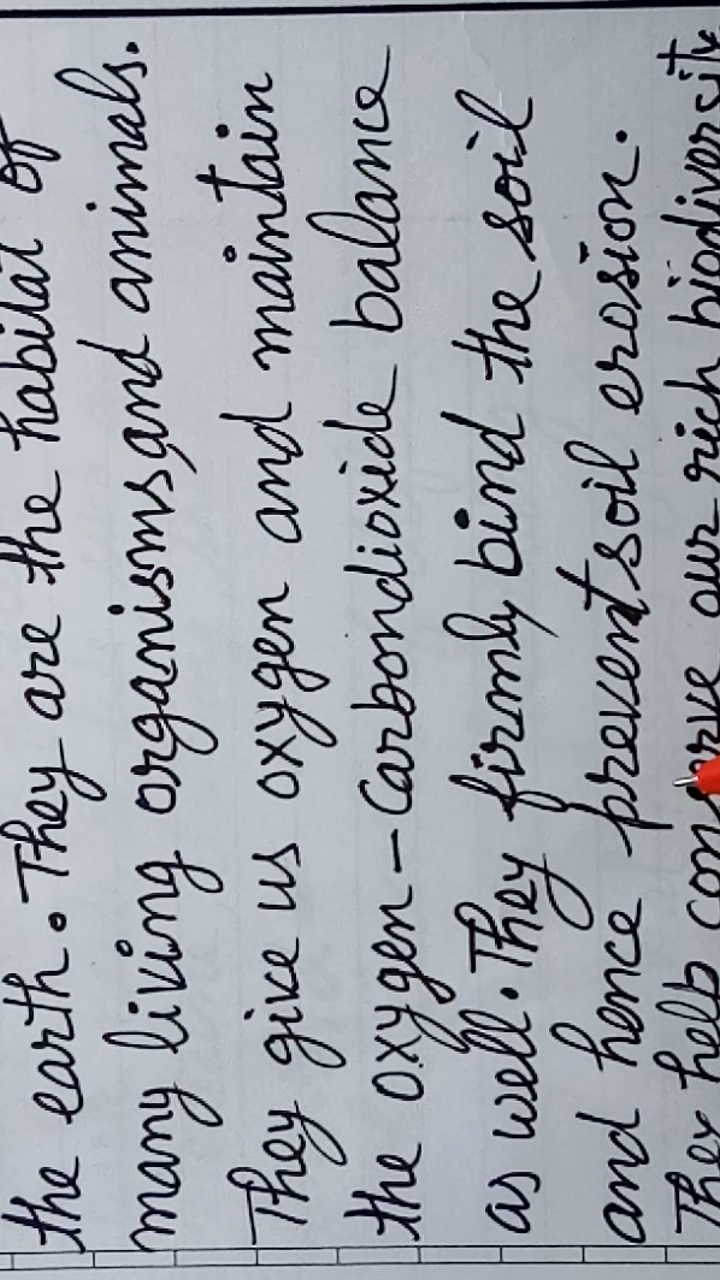 the earth. They are the habitat of
many living organisms, and animals.
They give us oxygen and maintain
the oxygen-Carbondioxide balance
as well. They firmly bind the soil
and hence prevent soil erosion.
They help conserve our rich biodiversity